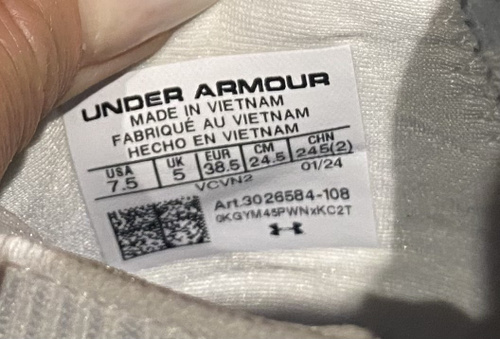 UNDER ARMOUR
MADE IN VIETNAM
FABRIQUÉ AU VIETNAM
HECHO EN VIETNAM
USA UK EUR CM CHN
7.5 5 38.5 24.5 245(2)
VCVN2 01/24
Art.3026584-108
0KGYM45PWNxKC2T